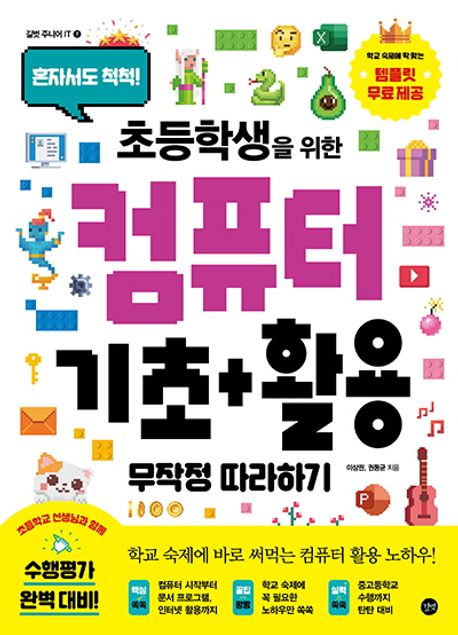 길벗 주니어 IT 7
혼자서도 척척!
학교 숙제에 딱 맞는
템플릿
무료 제공
초등학생을 위한
컴퓨터
기초+활용
무작정 따라하기
이상권, 권동균 지음
초등학교 선생님과 함께
수행평가
완벽 대비!
학교 숙제에 바로 써먹는 컴퓨터 활용 노하우!
핵심 쏙쏙
컴퓨터 시작부터
문서 프로그램,
인터넷 활용까지
꿀팁 팡팡
학교 숙제에
꼭 필요한
노하우만 쏙쏙
실력 쑥쑥
중고등학교
수행까지
탄탄 대비
길벗